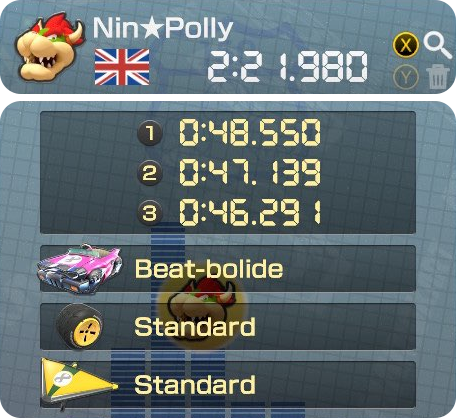 Nin★Polly
X
2:21.980
Y
1 0:48.550
2 0:47.139
3 0:46.291
Beat-bolide
Standard
Standard